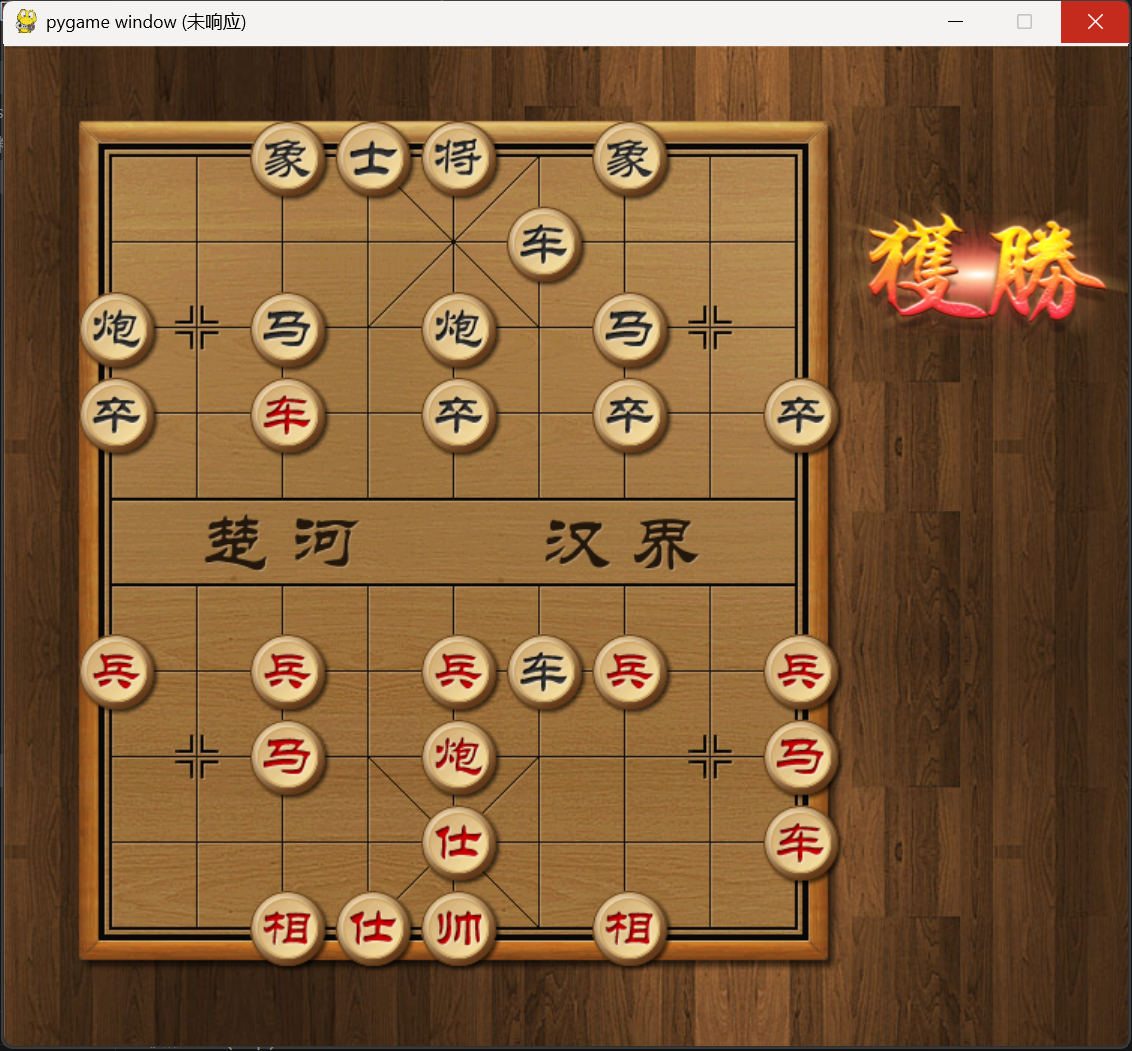 pygame window (未响应)
象 士 将 象
车
獲勝
炮 马 炮 马
卒 车 卒 卒 卒
楚河 汉界
兵 兵 兵 车 兵 兵
马 炮 马
仕 车
相 仕 帅 相